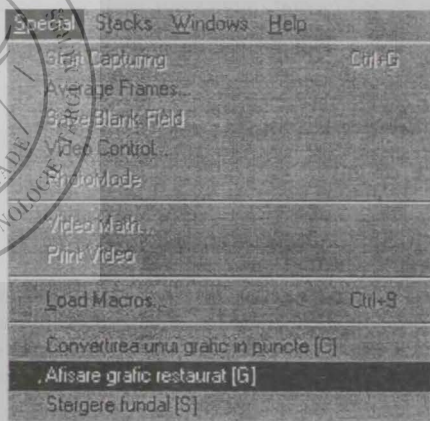 Special Stacks Windows Help
Start Capturing Ctrl+G
Average Frames...
Save Blank Field
Video Control...
PhotoMode
Video Math...
Print Video
Load Macros... Ctrl+9
Convertirea unui grafic in puncte [C]
Afisare grafic restaurat [G]
Stergere fundal [S]